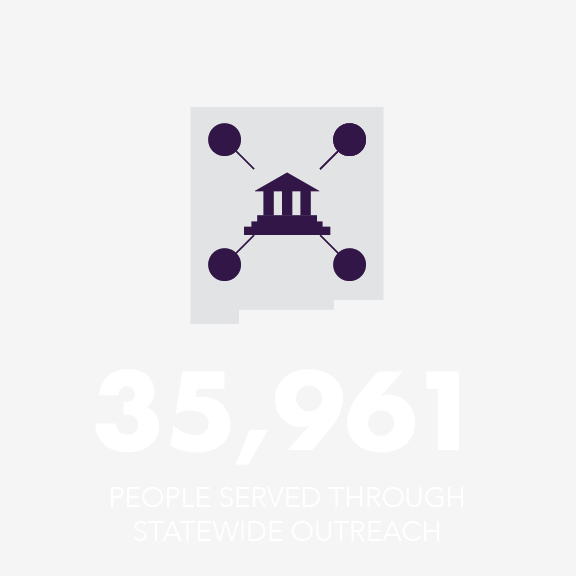 35,961
PEOPLE SERVED THROUGH
STATEWIDE OUTREACH